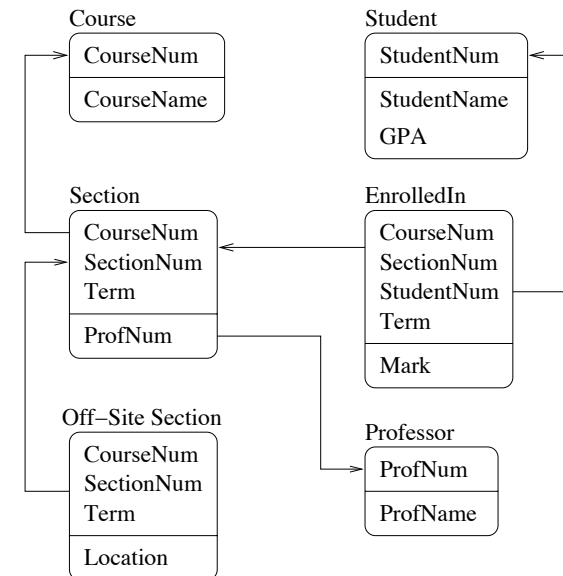 Course
CourseNum
CourseName
Student
StudentNum
StudentName
GPA
Section
CourseNum
SectionNum
Term
ProfNum
EnrolledIn
CourseNum
SectionNum
StudentNum
Term
Mark
Off−Site Section
CourseNum
SectionNum
Term
Location
Professor
ProfNum
ProfName